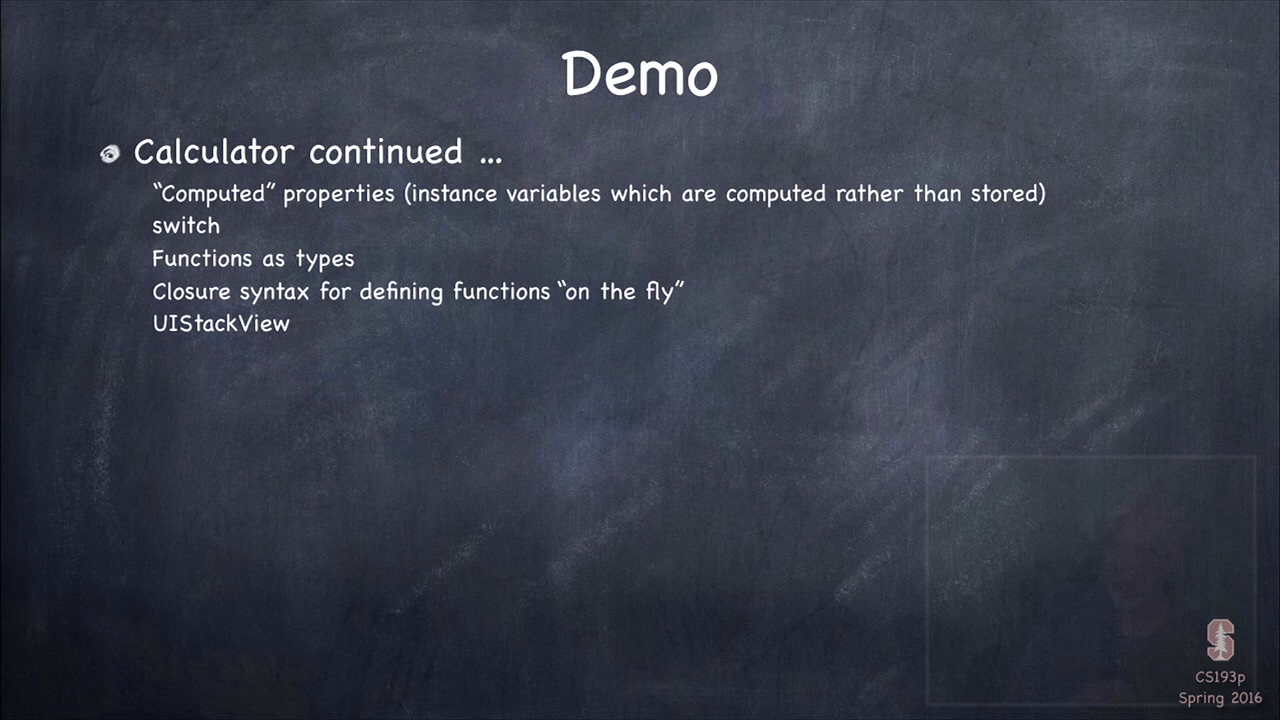 Demo
Calculator continued ...
“Computed” properties (instance variables which are computed rather than stored)
switch
Functions as types
Closure syntax for defining functions “on the fly”
UIStackView
S
CS193p
Spring 2016